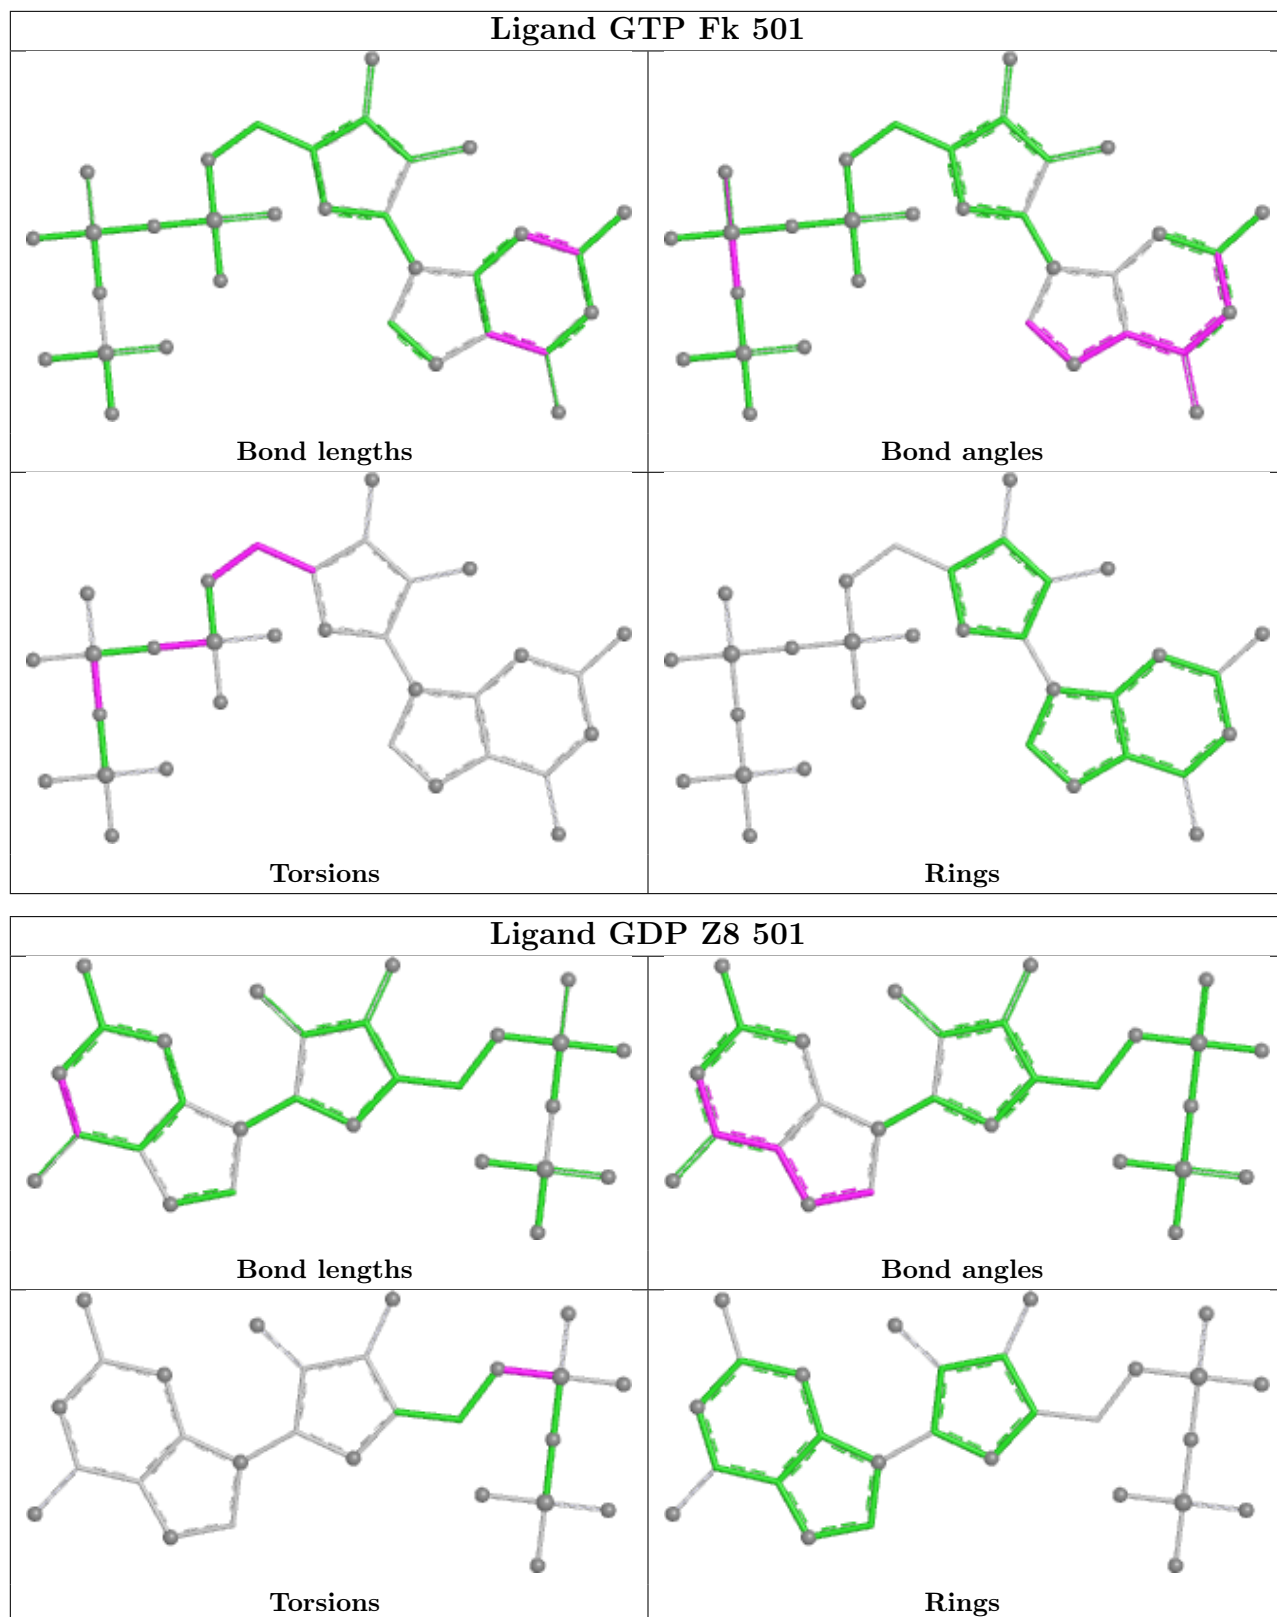 Ligand GTP Fk 501
Bond lengths
Bond angles
Torsions
Rings
Ligand GDP Z8 501
Bond lengths
Bond angles
Torsions
Rings